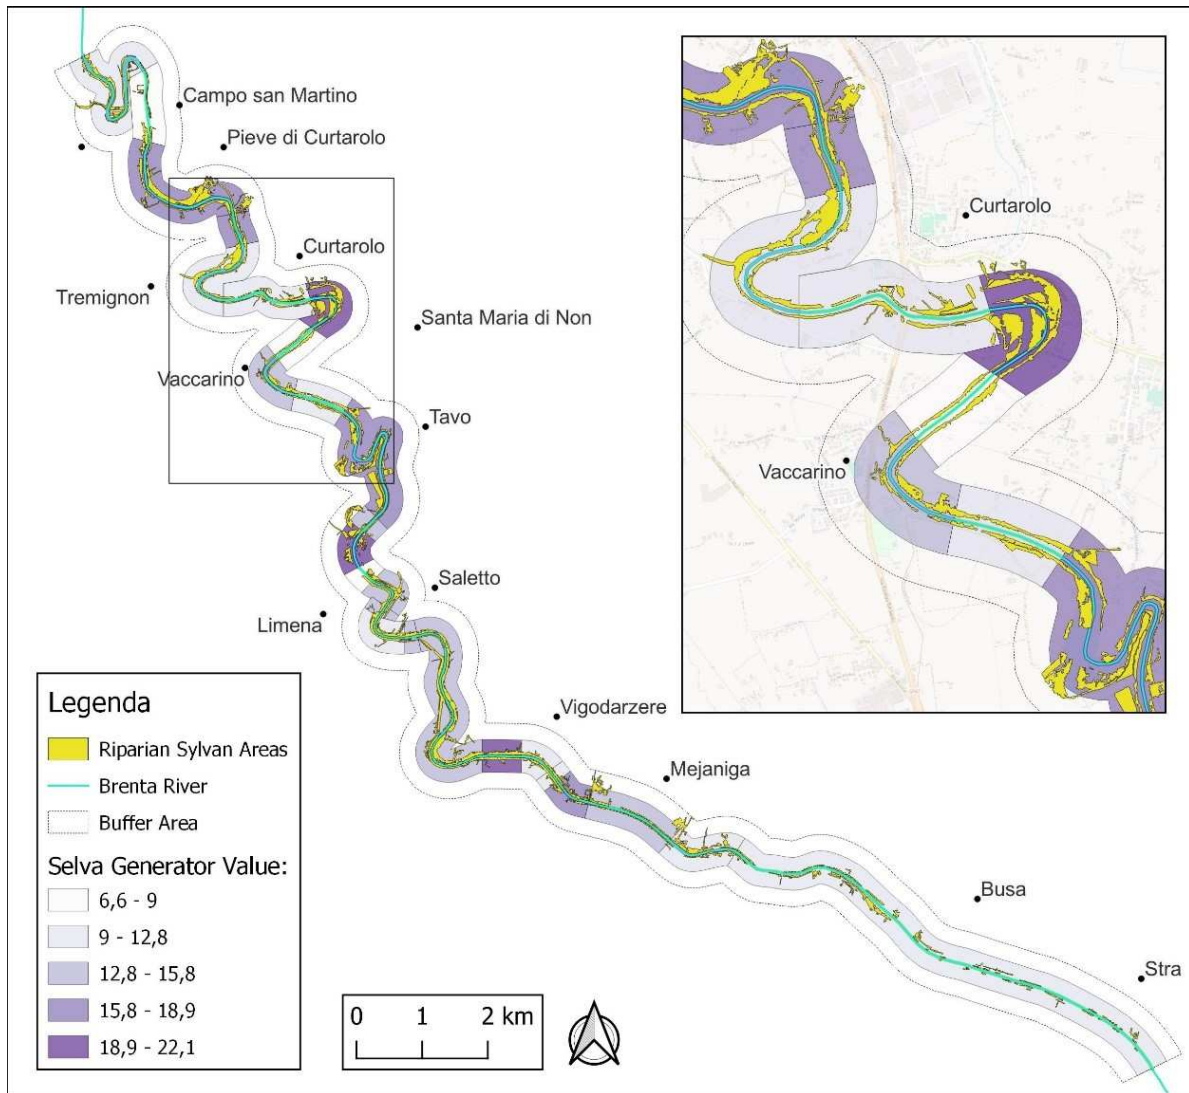 Campo san Martino
Pieve di Curtarolo
Curtarolo
Tremignon
Santa Maria di Non
Vaccarino
Tavo
Saletto
Limena
Vigodarzere
Mejaniga
Busa
Stra
Curtarolo
Vaccarino
Legenda
Riparian Sylvan Areas
Brenta River
Buffer Area
Selva Generator Value:
6,6 - 9
9 - 12,8
12,8 - 15,8
15,8 - 18,9
18,9 - 22,1
0 1 2 km